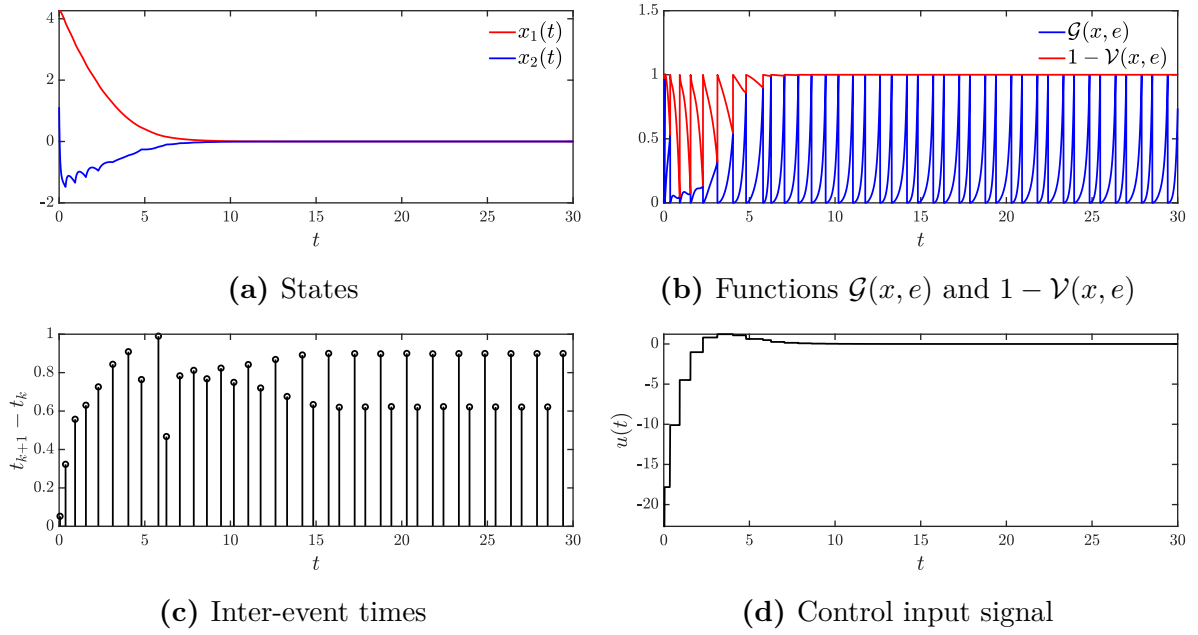 4
2
0
-2
0 5 10 15 20 25 30
t
x₁(t)
x₂(t)
(a) States
1.5
1
0.5
0
0 5 10 15 20 25 30
t
𝒢(x, e)
1 − 𝒱(x, e)
(b) Functions 𝒢(x, e) and 1 − 𝒱(x, e)
t_{k+1} − t_k
1
0.8
0.6
0.4
0.2
0
0 5 10 15 20 25 30
t
(c) Inter-event times
u(t)
0
-5
-10
-15
-20
0 5 10 15 20 25 30
t
(d) Control input signal